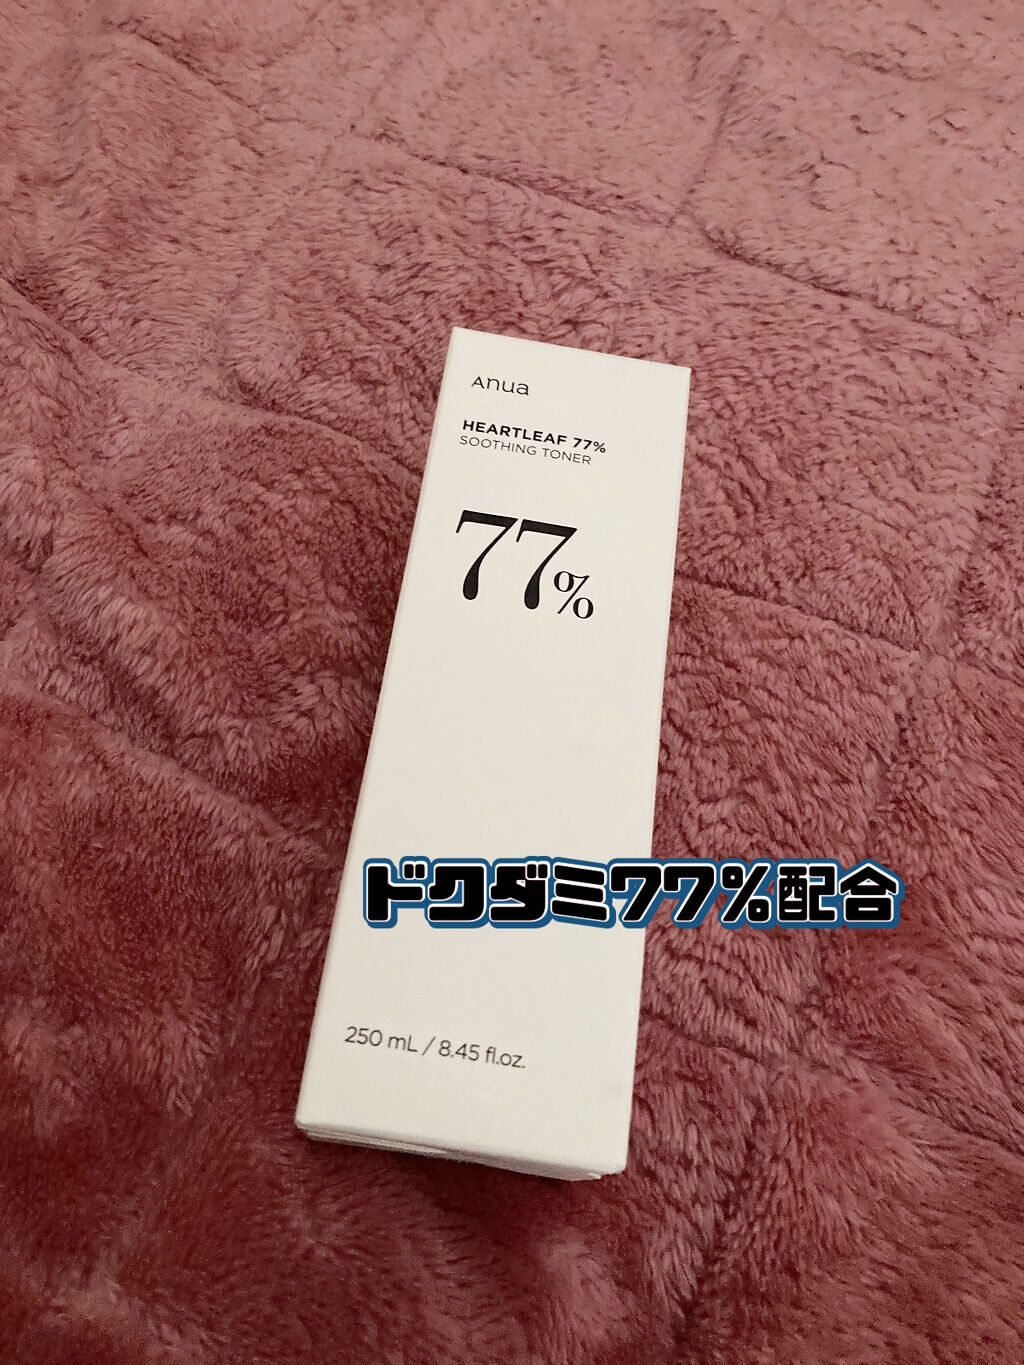 Anua
HEARTLEAF 77%
SOOTHING TONER
77%
ドクダミ77%配合
250 mL / 8.45 fl.oz.